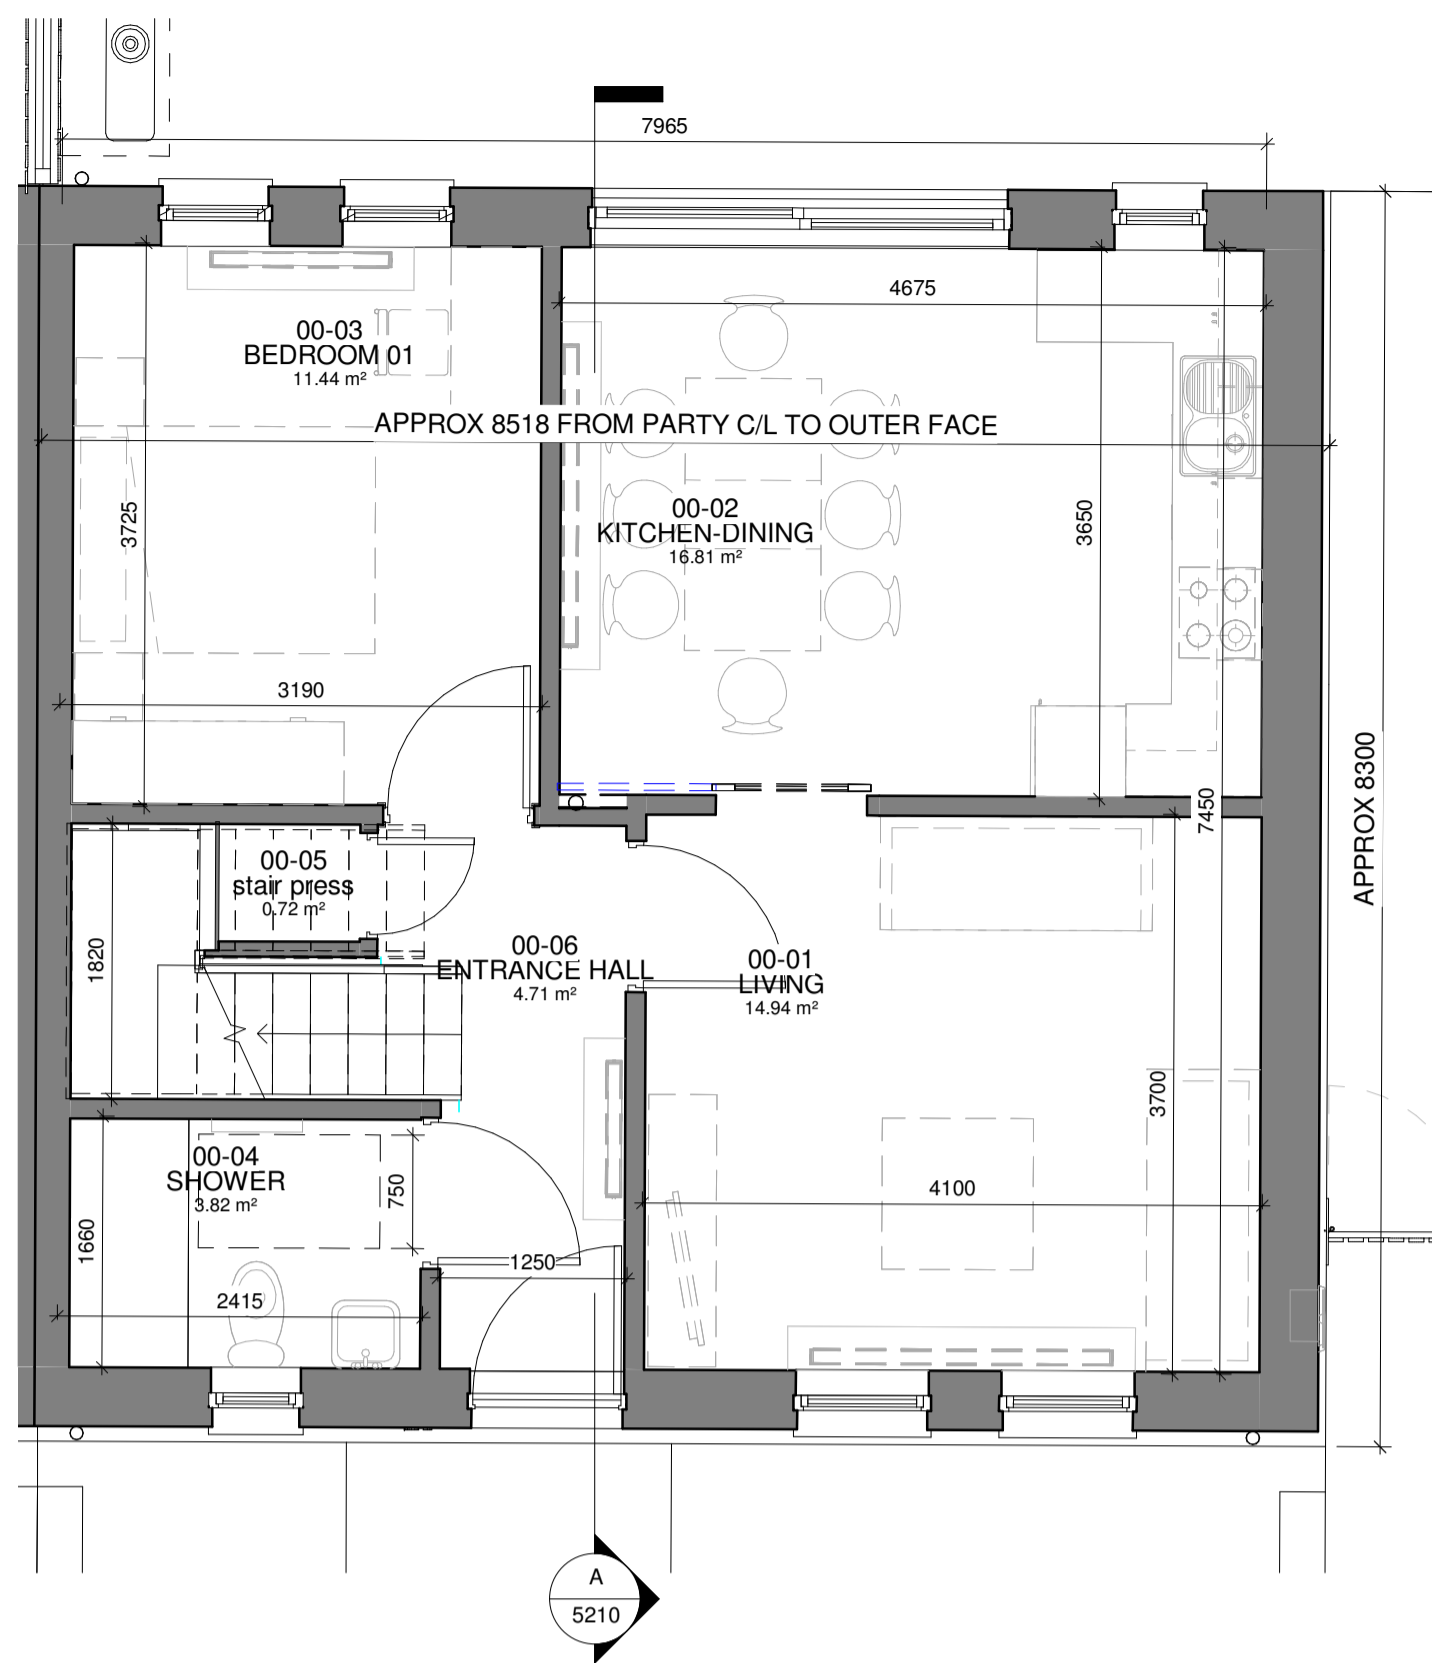 7965
4675
00-03
BEDROOM 01
11.44 m²
APPROX 8518 FROM PARTY C/L TO OUTER FACE
3725
00-02
KITCHEN-DINING
16.81 m²
3650
3190
7450
APPROX 8300
00-05
stair press
0.72 m²
1820
00-06
ENTRANCE HALL
4.71 m²
00-01
LIVING
14.94 m²
3700
00-04
SHOWER
3.82 m²
750
4100
1660
1250
2415
A
5210